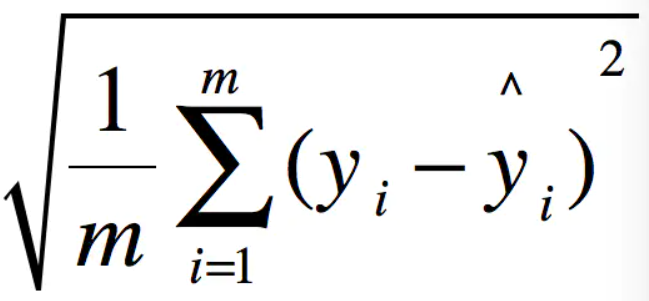 √(1/m ∑_{i=1}^{m} (y_i − ŷ_i)²)